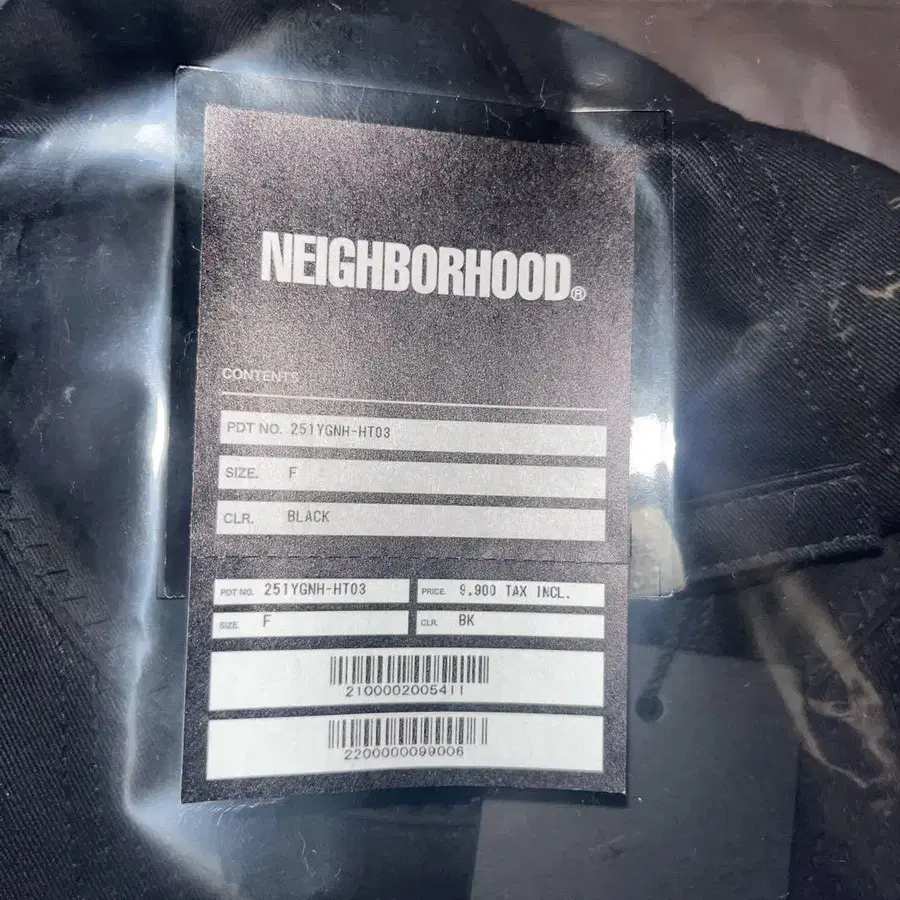 NEIGHBORHOOD®
CONTENTS
PDT NO. 251YGNH-HT03
SIZE. F
CLR. BLACK
PDT NO. 251YGNH-HT03 PRICE. 9,900 TAX INCL.
SIZE. F CLR. BK
2100002005411
2200000099006